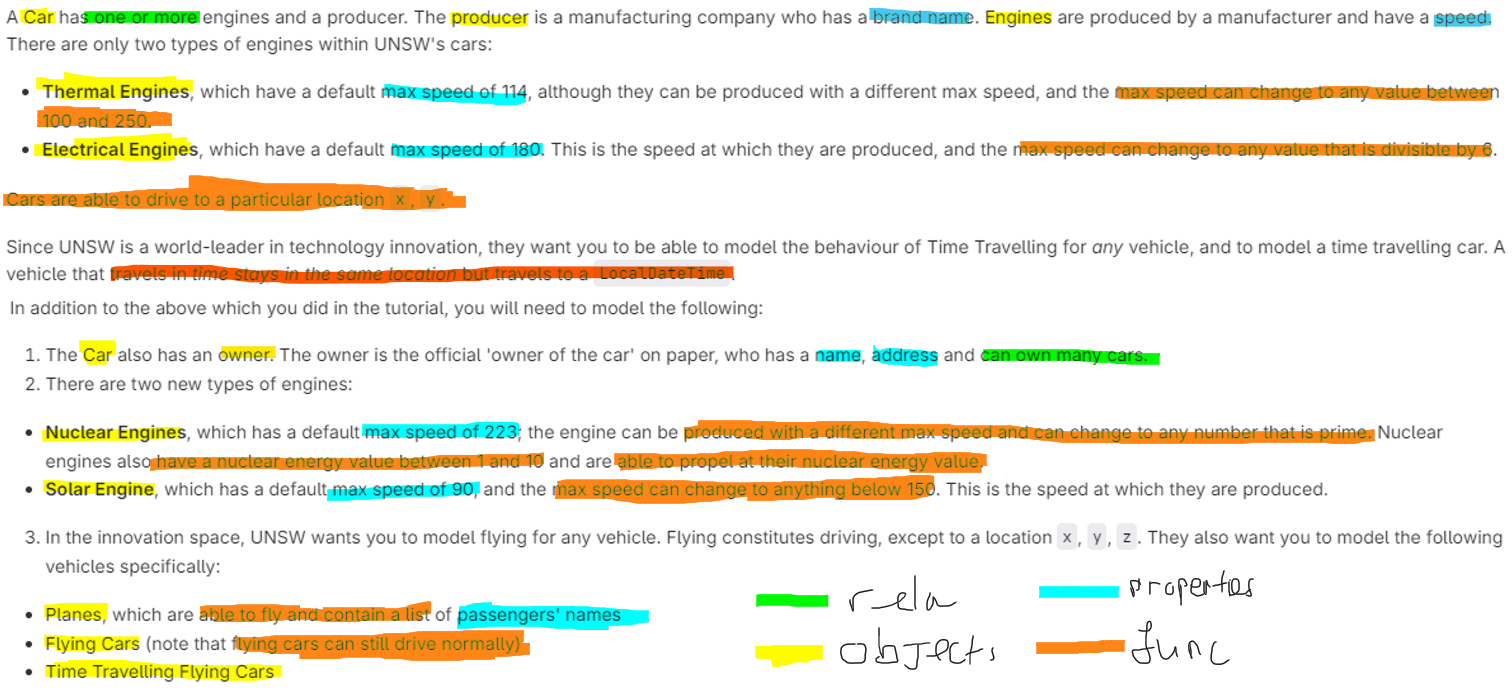 A Car has one or more engines and a producer. The producer is a manufacturing company who has a brand name. Engines are produced by a manufacturer and have a speed.
There are only two types of engines within UNSW's cars:
• Thermal Engines, which have a default max speed of 114, although they can be produced with a different max speed, and the max speed can change to any value between
100 and 250.
• Electrical Engines, which have a default max speed of 180. This is the speed at which they are produced, and the max speed can change to any value that is divisible by 6.
Cars are able to drive to a particular location x, y.
Since UNSW is a world-leader in technology innovation, they want you to be able to model the behaviour of Time Travelling for any vehicle, and to model a time travelling car. A
vehicle that travels in time stays in the same location but travels to a LocalDateTime.
In addition to the above which you did in the tutorial, you will need to model the following:
1. The Car also has an owner. The owner is the official 'owner of the car' on paper, who has a name, address and can own many cars.
2. There are two new types of engines:
• Nuclear Engines, which has a default max speed of 223; the engine can be produced with a different max speed and can change to any number that is prime. Nuclear
engines also have a nuclear energy value between 1 and 10 and are able to propel at their nuclear energy value.
• Solar Engine, which has a default max speed of 90, and the max speed can change to anything below 150. This is the speed at which they are produced.
3. In the innovation space, UNSW wants you to model flying for any vehicle. Flying constitutes driving, except to a location x, y, z. They also want you to model the following
vehicles specifically:
• Planes, which are able to fly and contain a list of passengers' names
• Flying Cars (note that flying cars can still drive normally)
• Time Travelling Flying Cars
rela
properties
objects
func